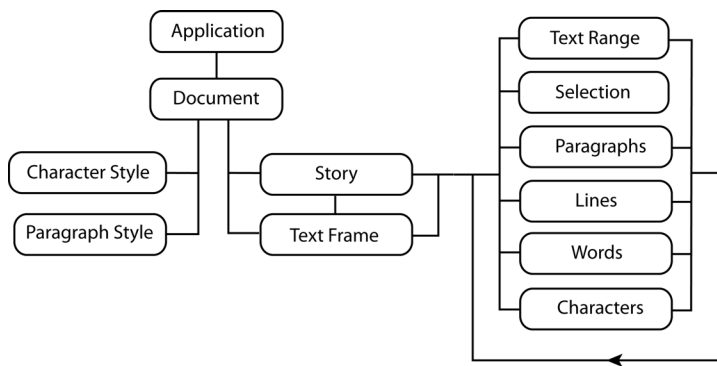 Application
Document
Character Style
Paragraph Style
Story
Text Frame
Text Range
Selection
Paragraphs
Lines
Words
Characters